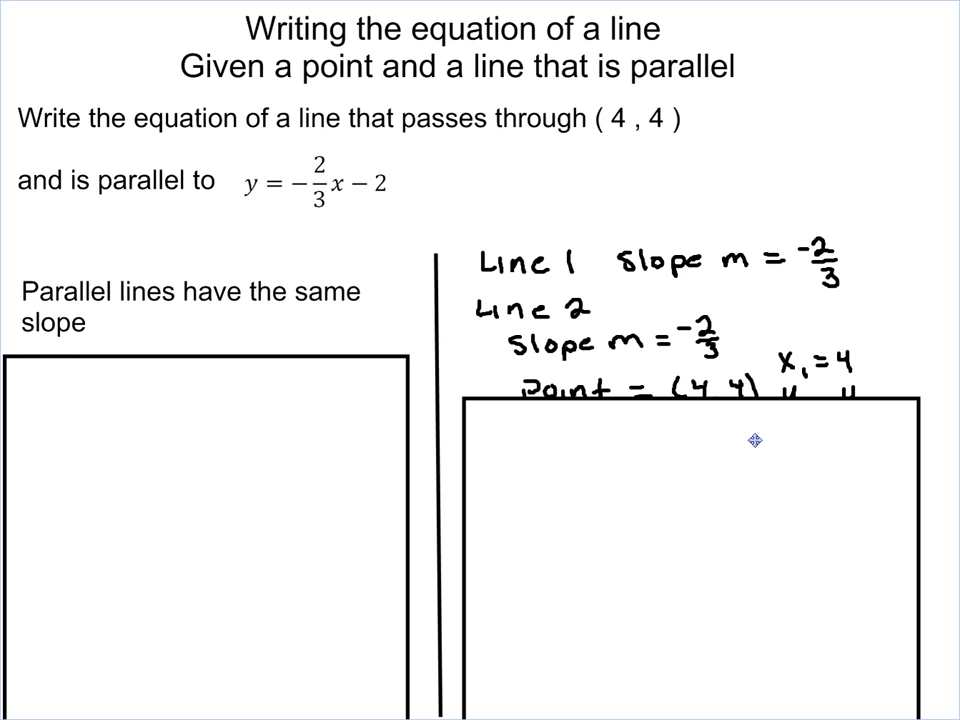 Writing the equation of a line
Given a point and a line that is parallel
Write the equation of a line that passes through ( 4 , 4 )
and is parallel to y = −2/3 x − 2
Parallel lines have the same
slope
Line 1 slope m = -2/3
Line 2
slope m = -2/3
x₁ = 4
Point = (4 4)